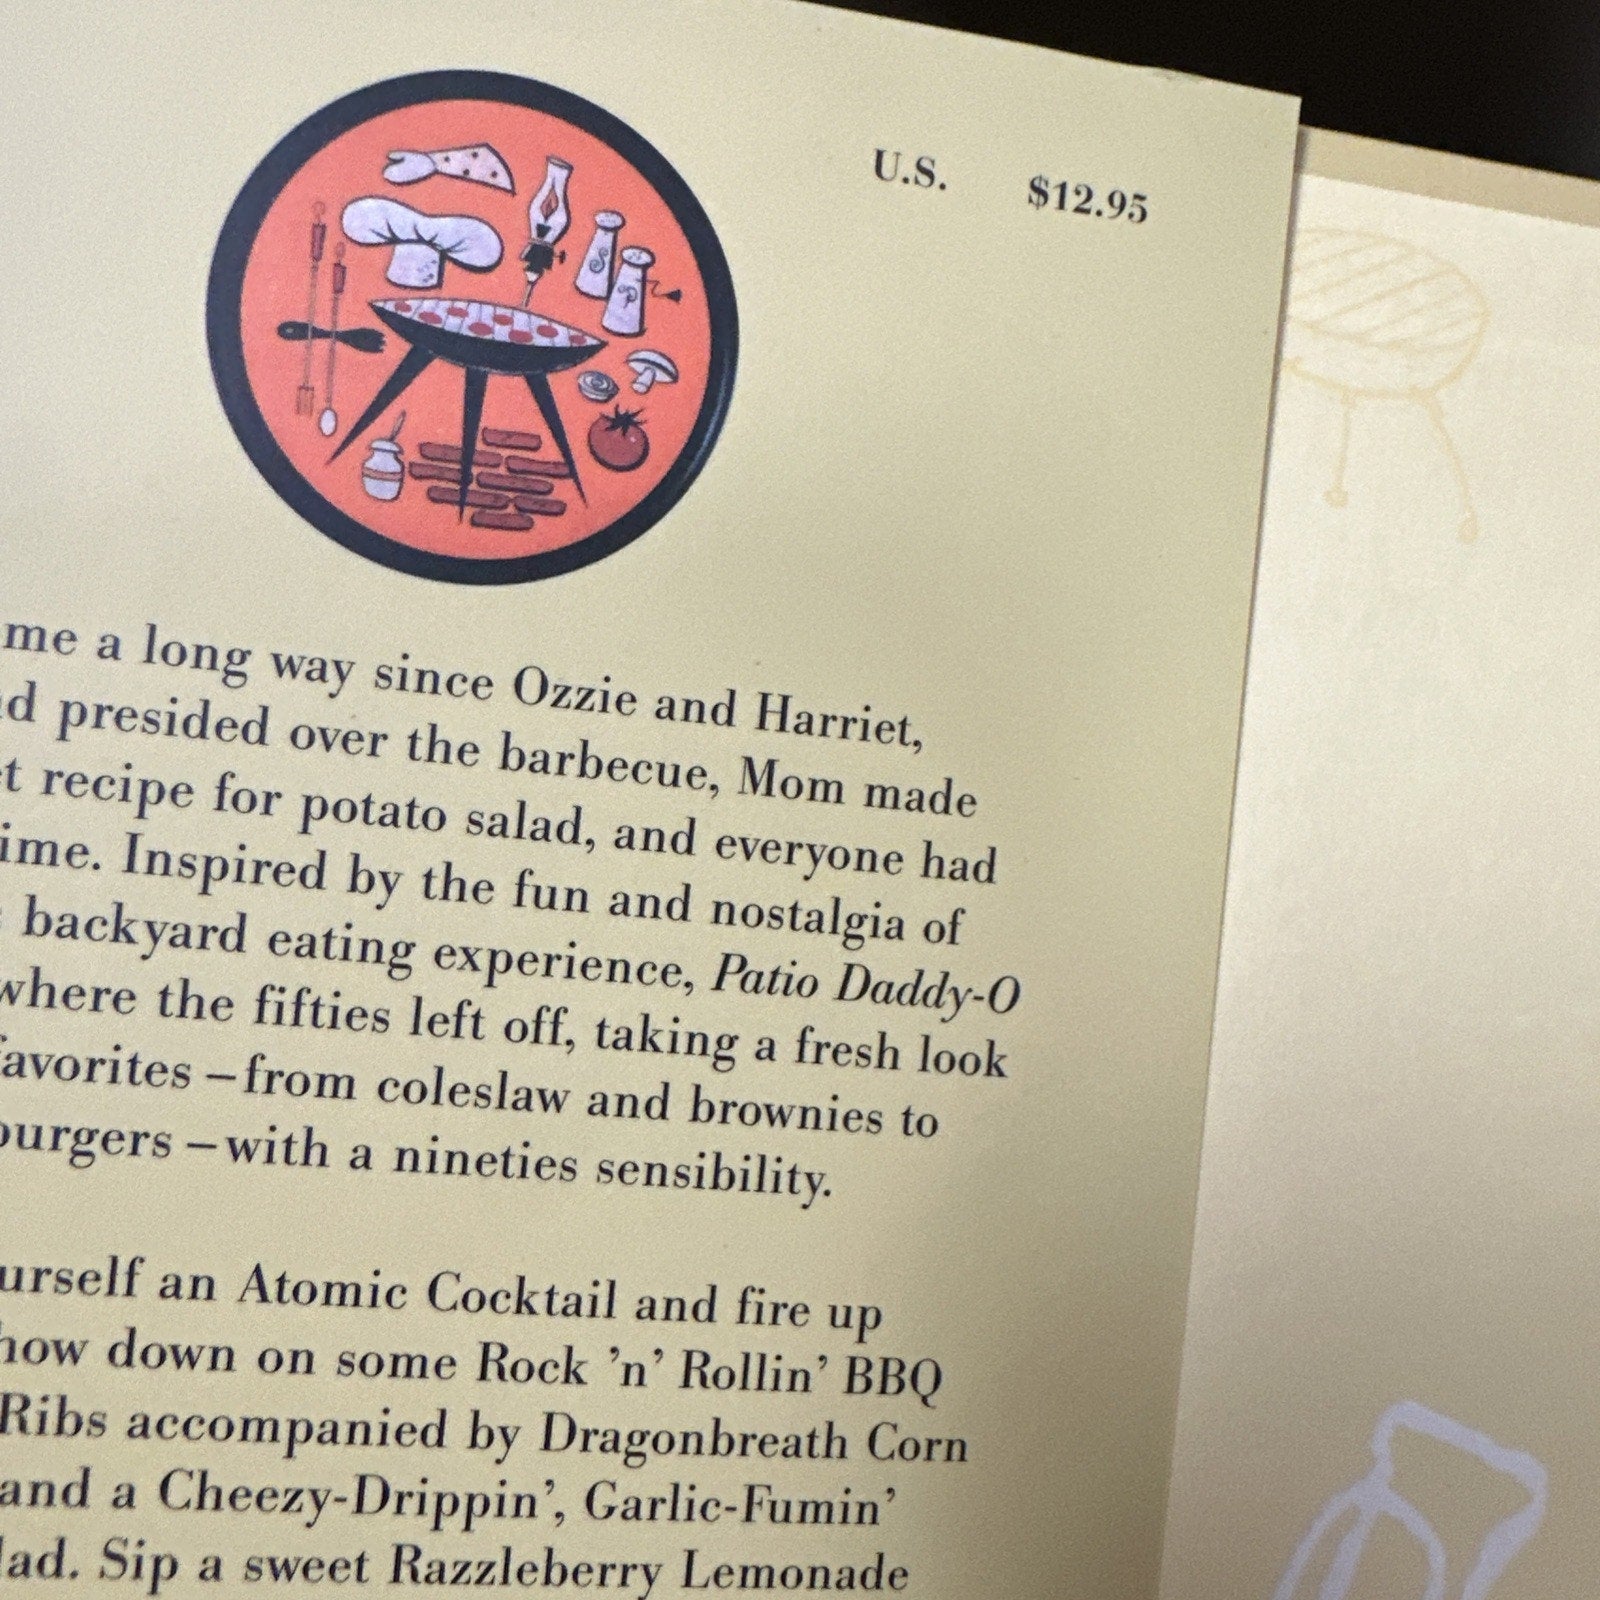 U.S. $12.95
S
P
me a long way since Ozzie and Harriet,
d presided over the barbecue, Mom made
t recipe for potato salad, and everyone had
ime. Inspired by the fun and nostalgia of
backyard eating experience, Patio Daddy-O
where the fifties left off, taking a fresh look
favorites – from coleslaw and brownies to
burgers – with a nineties sensibility.
urself an Atomic Cocktail and fire up
how down on some Rock ’n’ Rollin’ BBQ
Ribs accompanied by Dragonbreath Corn
and a Cheezy-Drippin’, Garlic-Fumin’
lad. Sip a sweet Razzleberry Lemonade